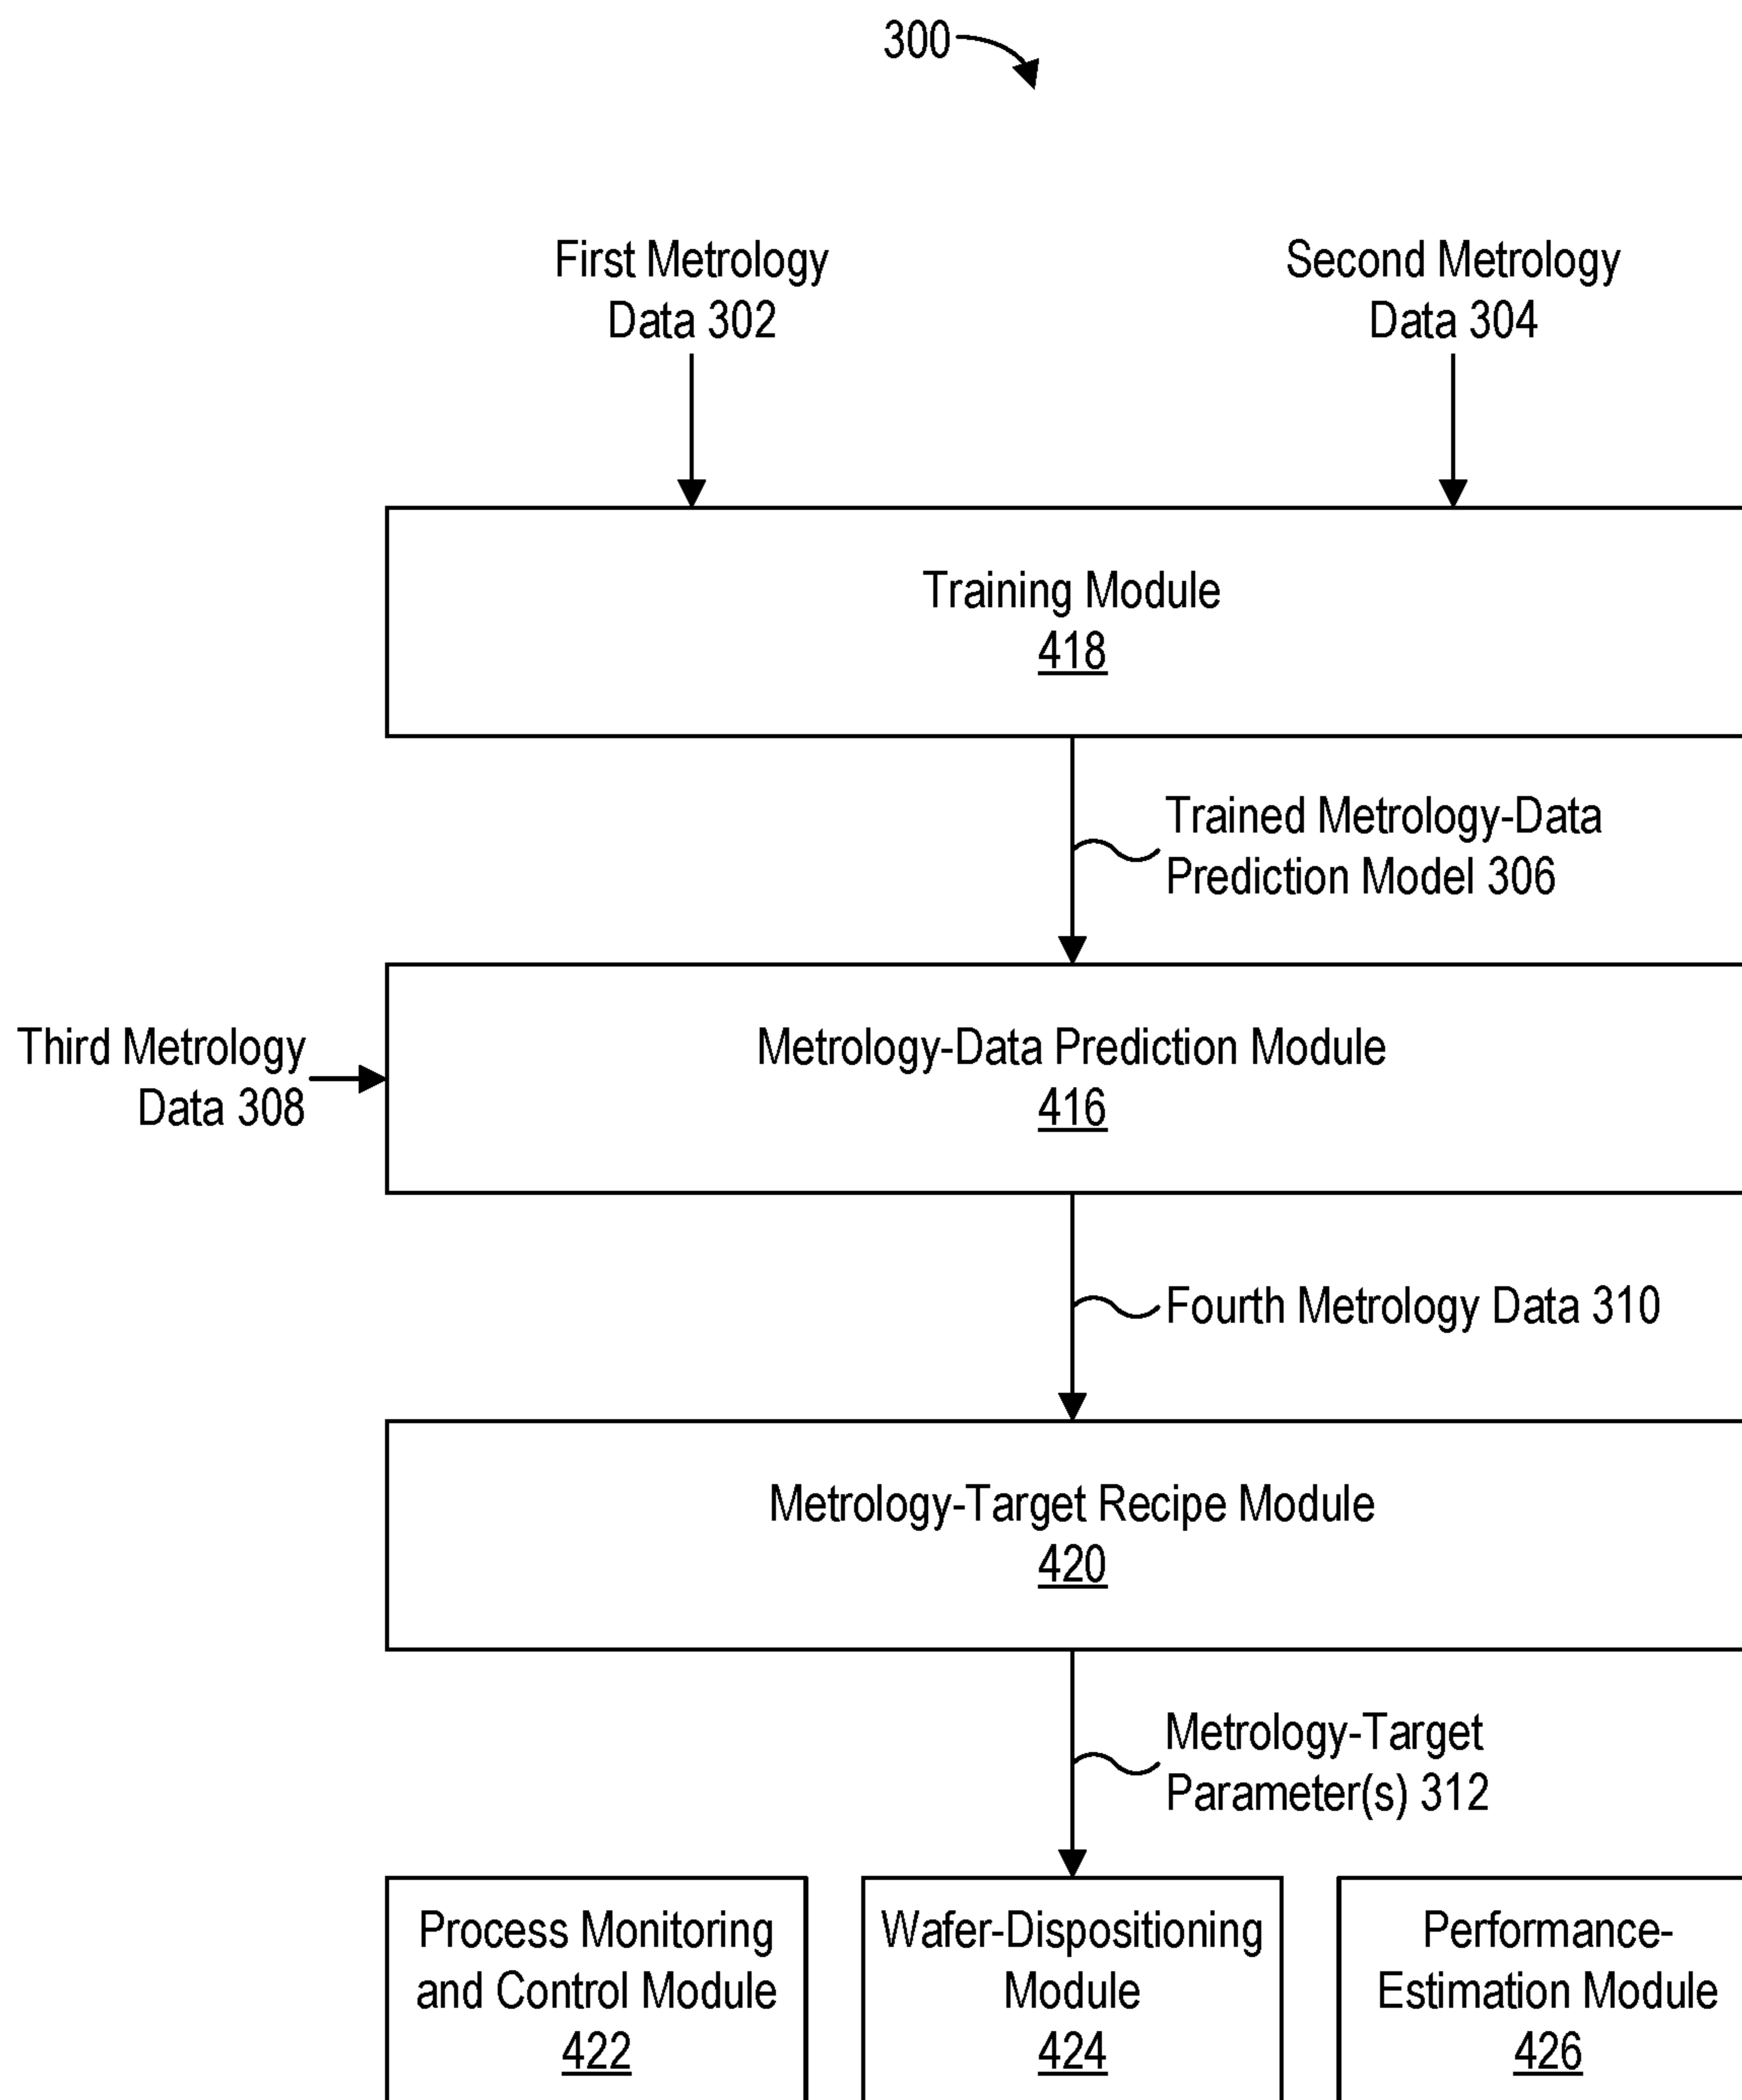 300
First Metrology
Data 302
Second Metrology
Data 304
Training Module
418
Trained Metrology-Data
Prediction Model 306
Third Metrology
Data 308
Metrology-Data Prediction Module
416
Fourth Metrology Data 310
Metrology-Target Recipe Module
420
Metrology-Target
Parameter(s) 312
Process Monitoring
and Control Module
422
Wafer-Dispositioning
Module
424
Performance-
Estimation Module
426